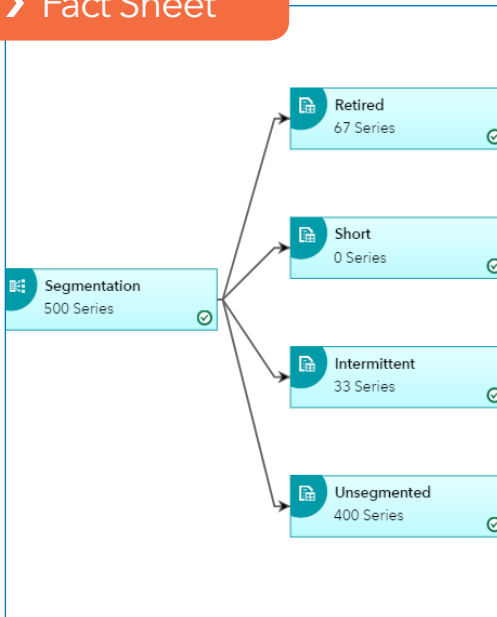 Fact Sheet
Retired
67 Series
Short
0 Series
Segmentation
500 Series
Intermittent
33 Series
Unsegmented
400 Series